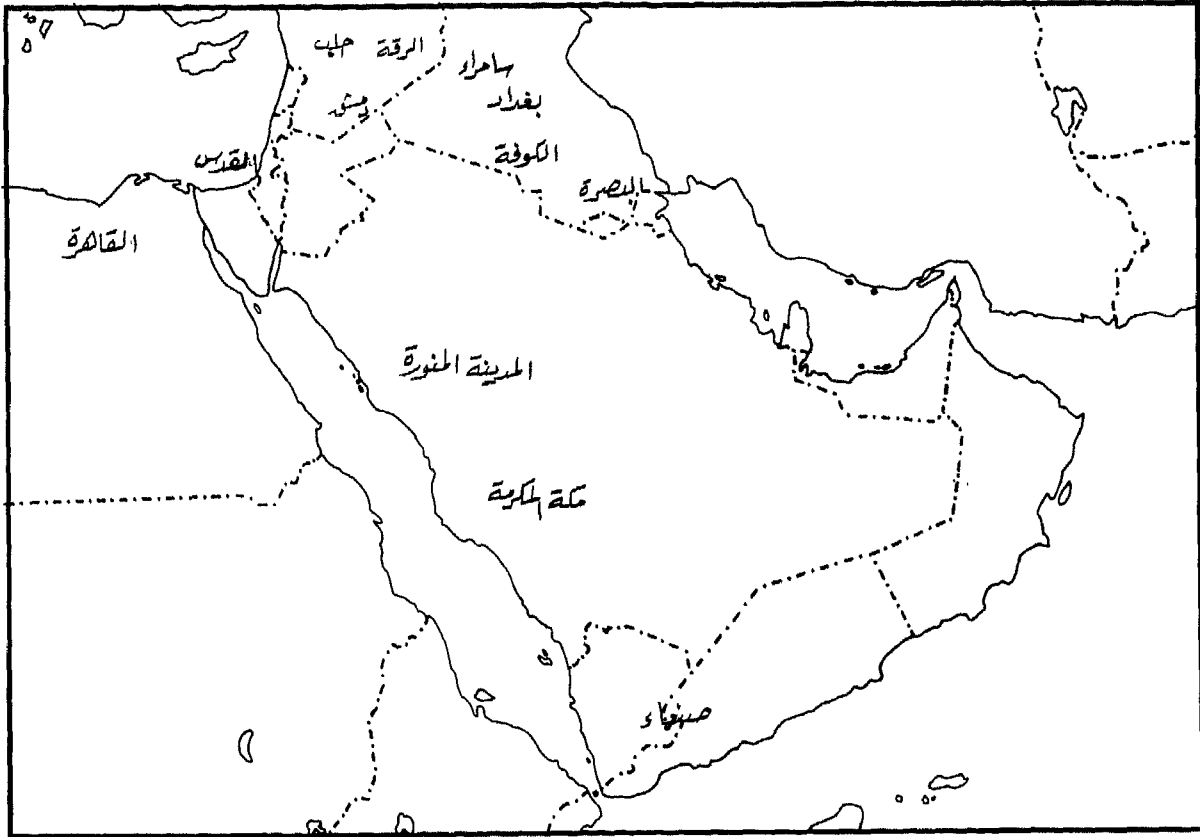 الرقة حلب
سامراء
بغداد
دمشق
الكوفة
القدس
البصرة
القاهرة
المدينة المنورة
مكة المكرمة
صنعاء